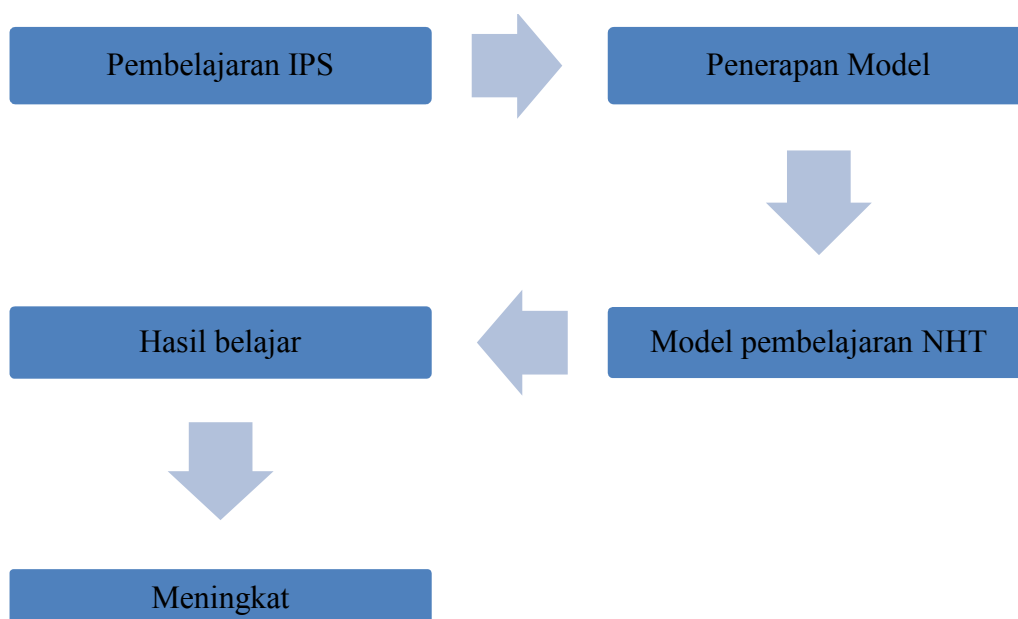 Pembelajaran IPS
Penerapan Model
Model pembelajaran NHT
Hasil belajar
Meningkat